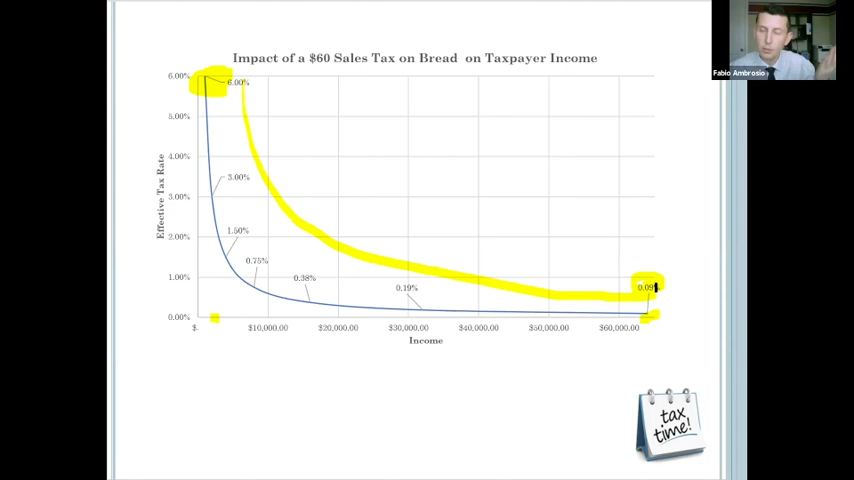 Impact of a $60 Sales Tax on Bread on Taxpayer Income
Fabio Ambrosio
6.00%
6.00%
5.00%
4.00%
3.00%
3.00%
2.00%
1.50%
1.00%
0.75%
0.38%
0.19%
0.09%
0.00%
Effective Tax Rate
$- $10,000.00 $20,000.00 $30,000.00 $40,000.00 $50,000.00 $60,000.00
Income
tax
time!